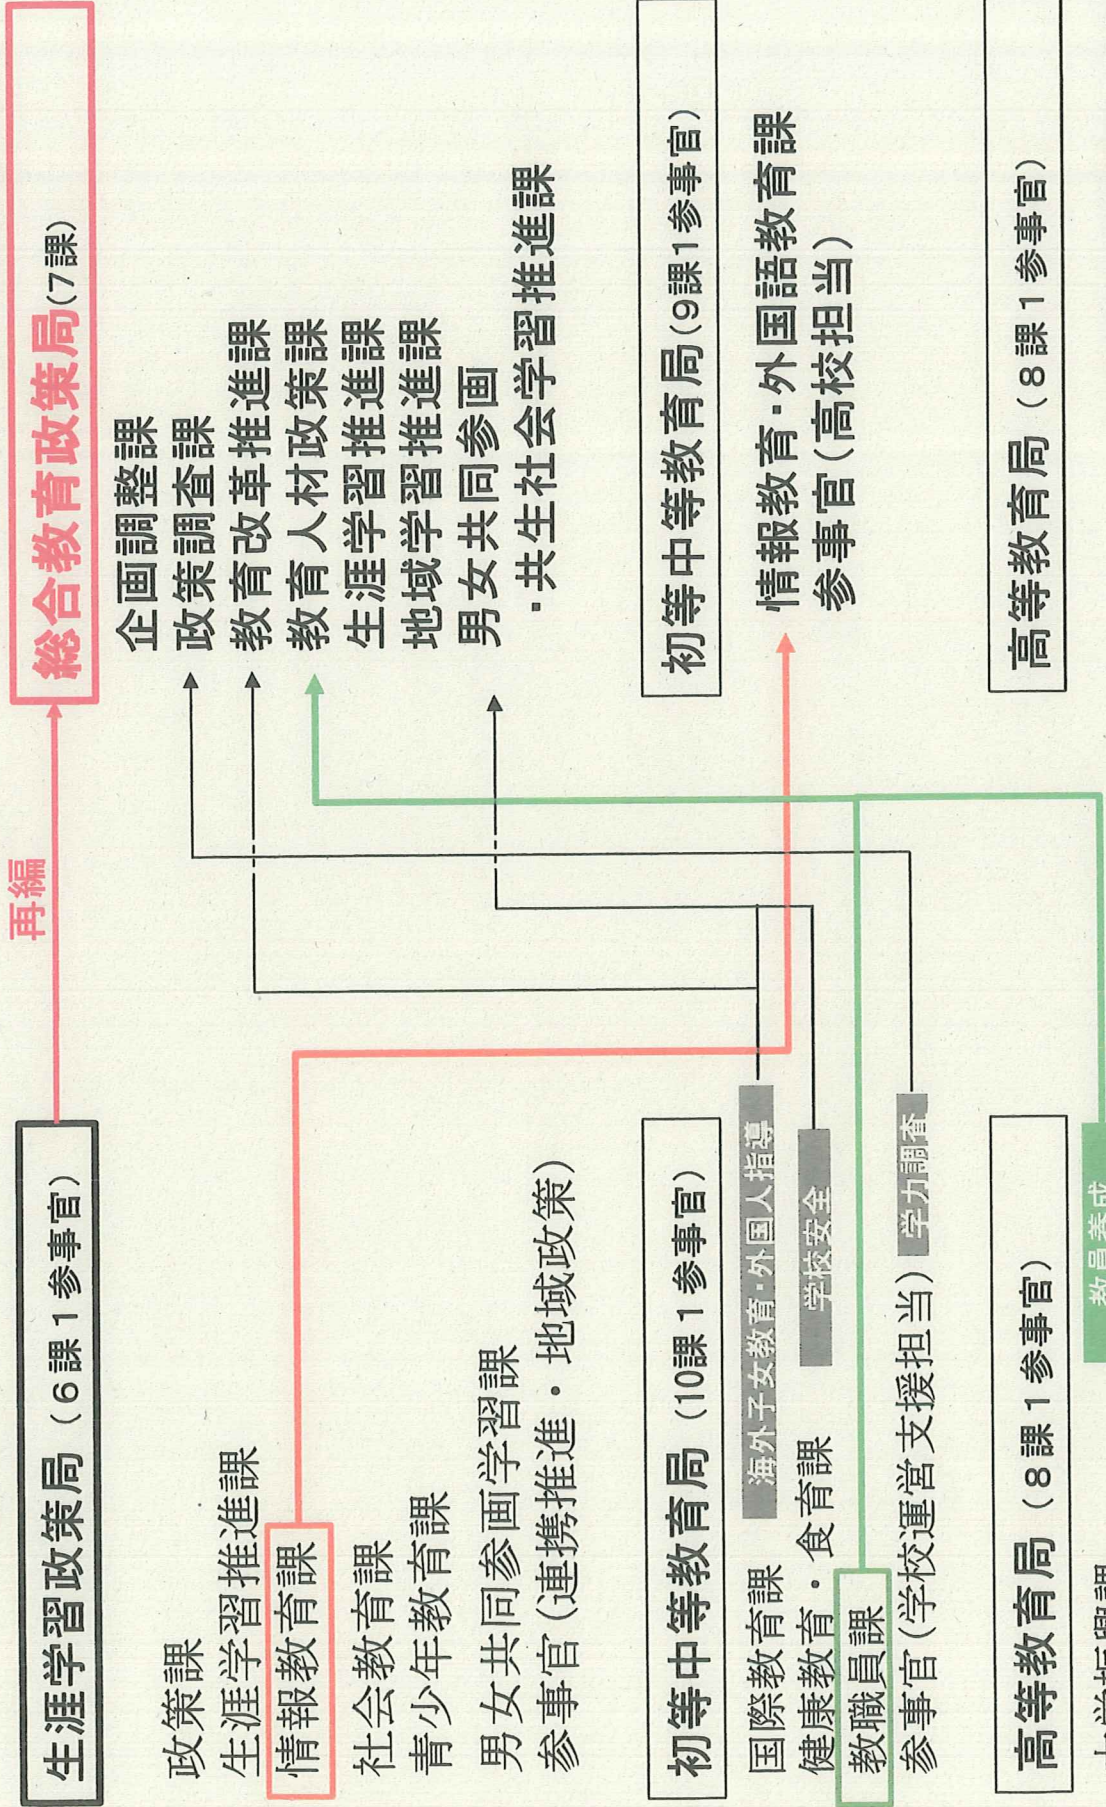 生涯学習政策局（６課１参事官）
政策課
生涯学習推進課
情報教育課
社会教育課
青少年教育課
男女共同参画学習課
参事官（連携推進・地域政策）
初等中等教育局（10課１参事官）
国際教育課
海外子女教育・外国人指導
健康教育・食育課
学校安全
教職員課
参事官（学校運営支援担当）
学力調査
高等教育局（８課１参事官）
教員養成
再編
総合教育政策局(7課)
企画調整課
政策調査課
教育改革推進課
教育人材政策課
生涯学習推進課
地域学習推進課
男女共同参画
・共生社会学習推進課
初等中等教育局（9課1参事官）
情報教育・外国語教育課
参事官（高校担当）
高等教育局（８課１参事官）